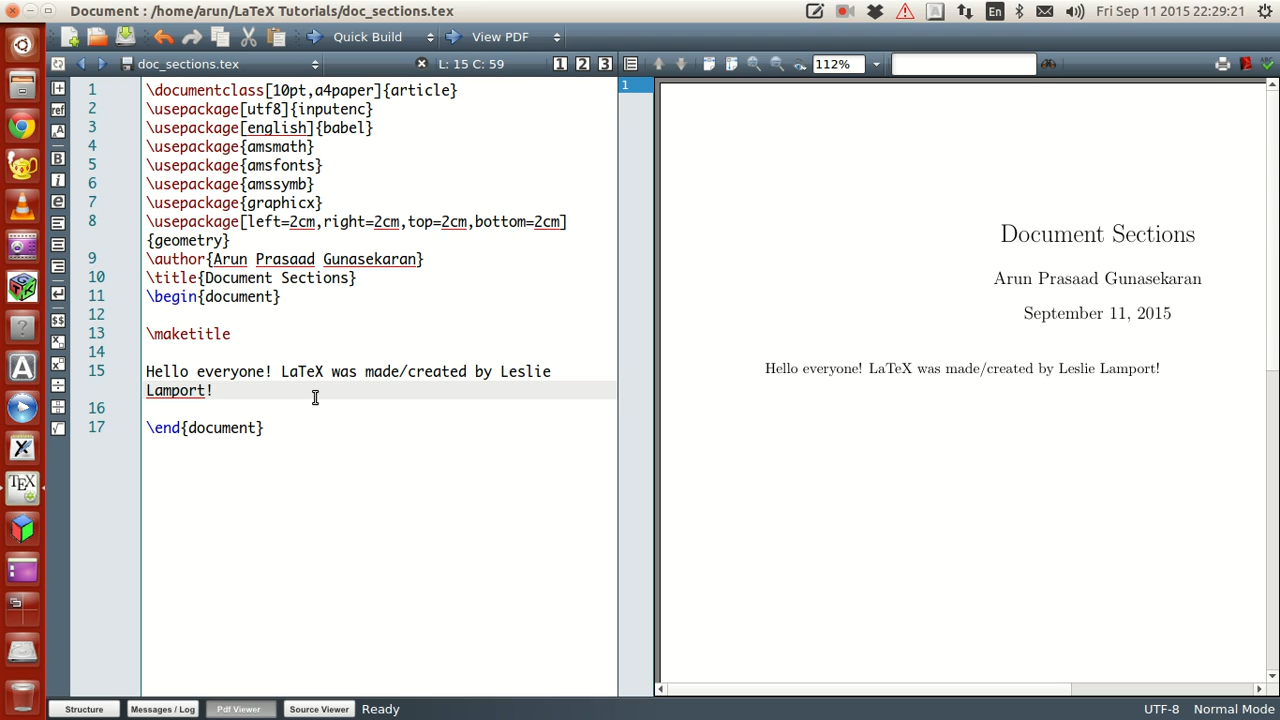 Document : /home/arun/LaTeX Tutorials/doc_sections.tex
En
Fri Sep 11 2015 22:29:21
Quick Build
View PDF
doc_sections.tex
L: 15 C: 59
1 2 3
112%
1 \documentclass[10pt,a4paper]{article}
2 \usepackage[utf8]{inputenc}
3 \usepackage[english]{babel}
4 \usepackage{amsmath}
5 \usepackage{amsfonts}
6 \usepackage{amssymb}
7 \usepackage{graphicx}
8 \usepackage[left=2cm,right=2cm,top=2cm,bottom=2cm]
{geometry}
9 \author{Arun Prasaad Gunasekaran}
10 \title{Document Sections}
11 \begin{document}
12
13 \maketitle
14
15 Hello everyone! LaTeX was made/created by Leslie
Lamport!
16
17 \end{document}
1
Document Sections
Arun Prasaad Gunasekaran
September 11, 2015
Hello everyone! LaTeX was made/created by Leslie Lamport!
Structure
Messages / Log
Pdf Viewer
Source Viewer
Ready
UTF-8
Normal Mode